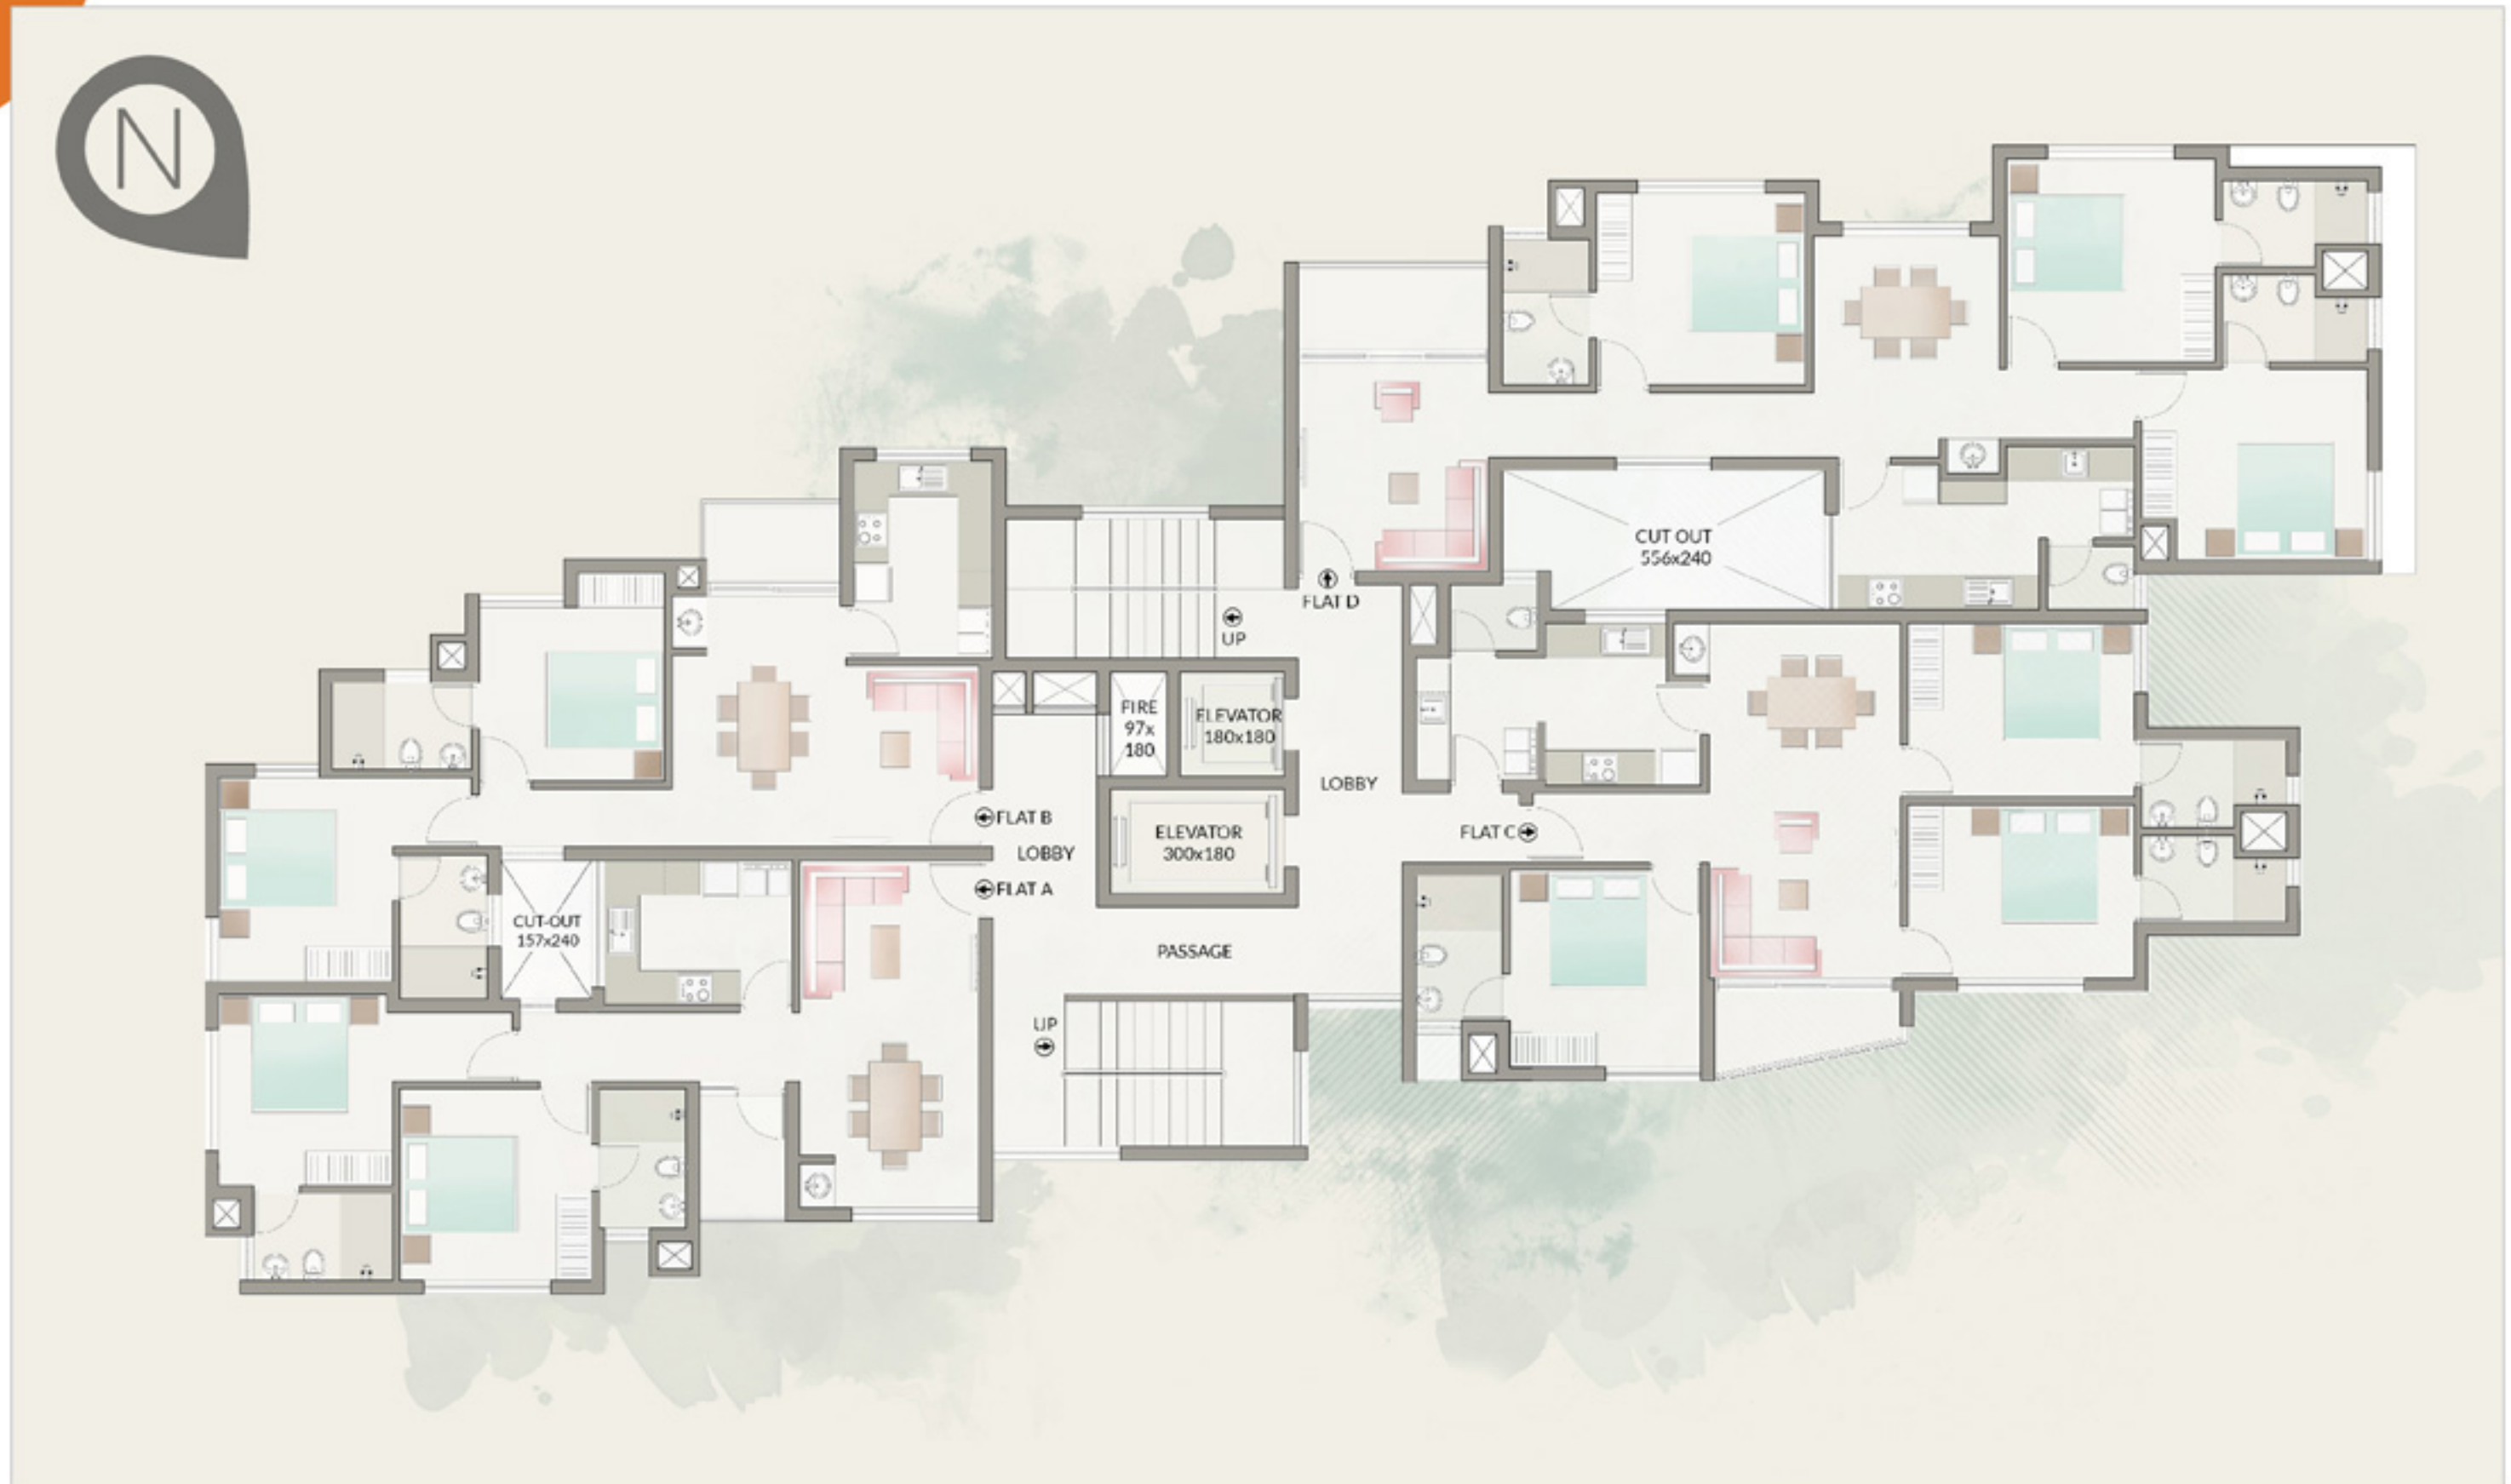 N
CUT OUT
556x240
FLAT D
UP
FIRE
97x
180
ELEVATOR
180x180
LOBBY
FLAT B
LOBBY
ELEVATOR
300x180
FLAT C
FLAT A
CUT-OUT
157x240
PASSAGE
UP